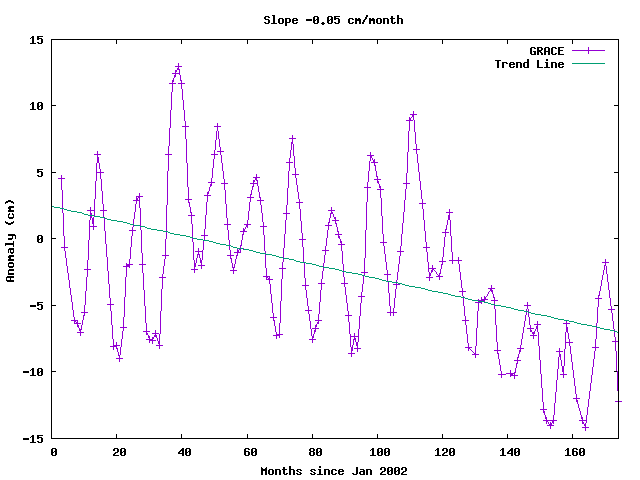 Slope -0.05 cm/month
GRACE
Trend Line
15
10
5
0
-5
-10
-15
Anomaly (cm)
0 20 40 60 80 100 120 140 160
Months since Jan 2002